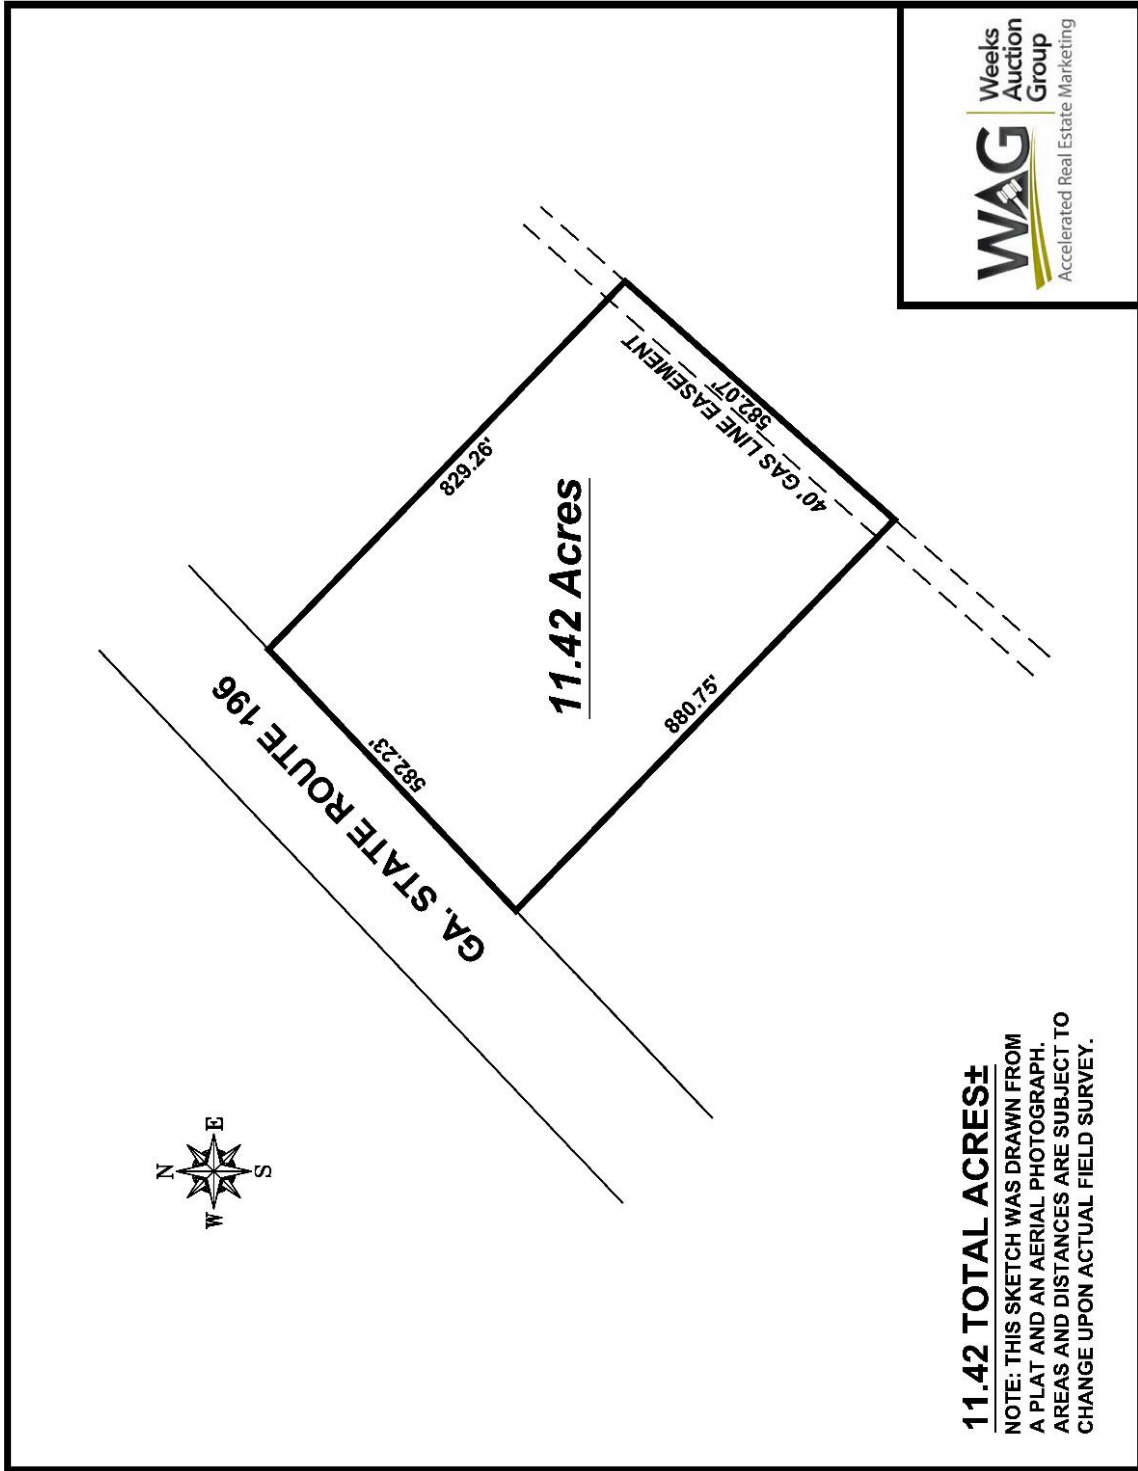 N
W
E
S
GA. STATE ROUTE 196
582.23'
829.26'
11.42 Acres
880.75'
40' GAS LINE EASEMENT
582.07'
11.42 TOTAL ACRES±
NOTE: THIS SKETCH WAS DRAWN FROM
A PLAT AND AN AERIAL PHOTOGRAPH.
AREAS AND DISTANCES ARE SUBJECT TO
CHANGE UPON ACTUAL FIELD SURVEY.
WAG
Weeks
Auction
Group
Accelerated Real Estate Marketing